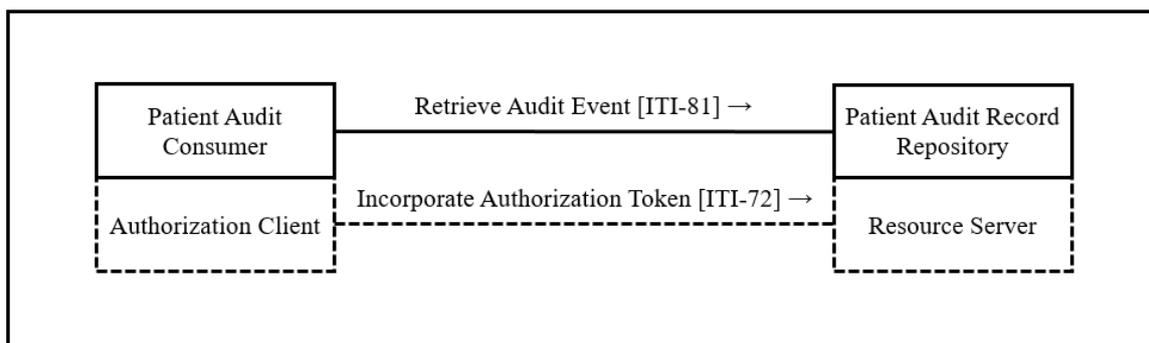 Patient Audit
Consumer
Retrieve Audit Event [ITI-81] →
Patient Audit Record
Repository
Authorization Client
Incorporate Authorization Token [ITI-72] →
Resource Server